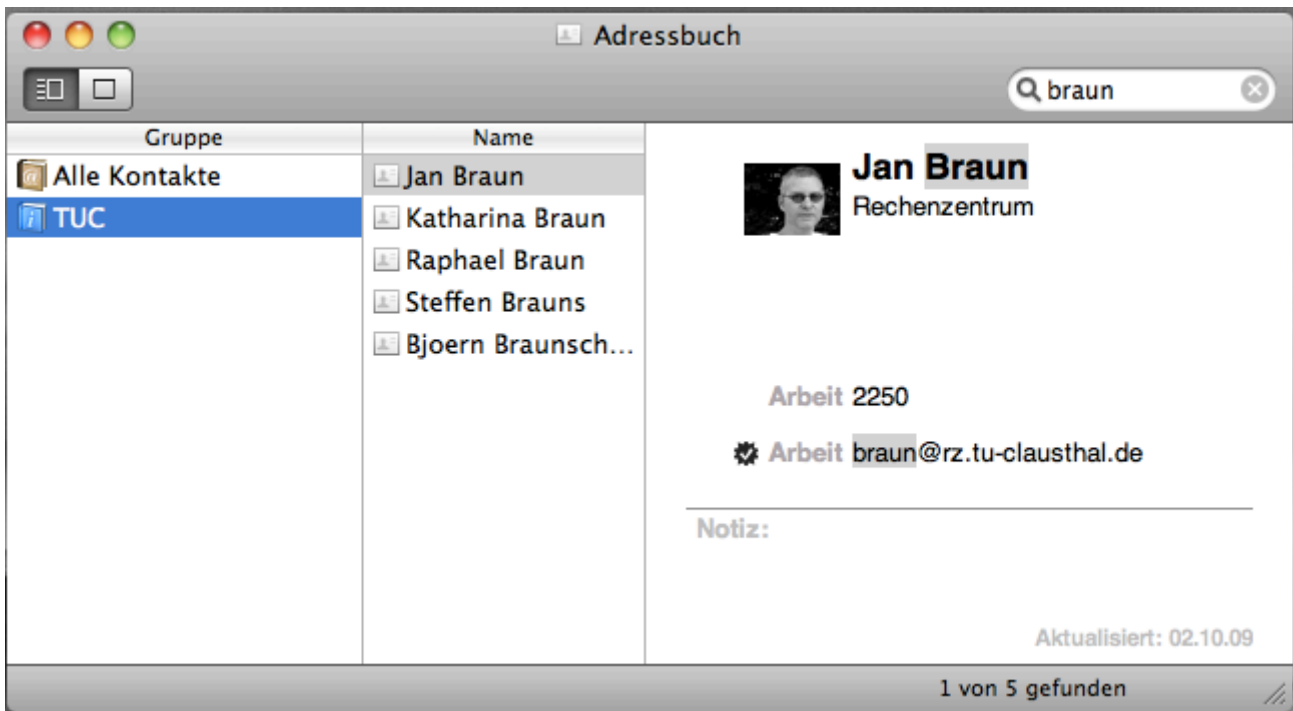 Adressbuch
braun
Gruppe
Name
Alle Kontakte
TUC
Jan Braun
Katharina Braun
Raphael Braun
Steffen Brauns
Bjoern Braunsch...
Jan Braun
Rechenzentrum
Arbeit 2250
Arbeit braun@rz.tu-clausthal.de
Notiz:
Aktualisiert: 02.10.09
1 von 5 gefunden